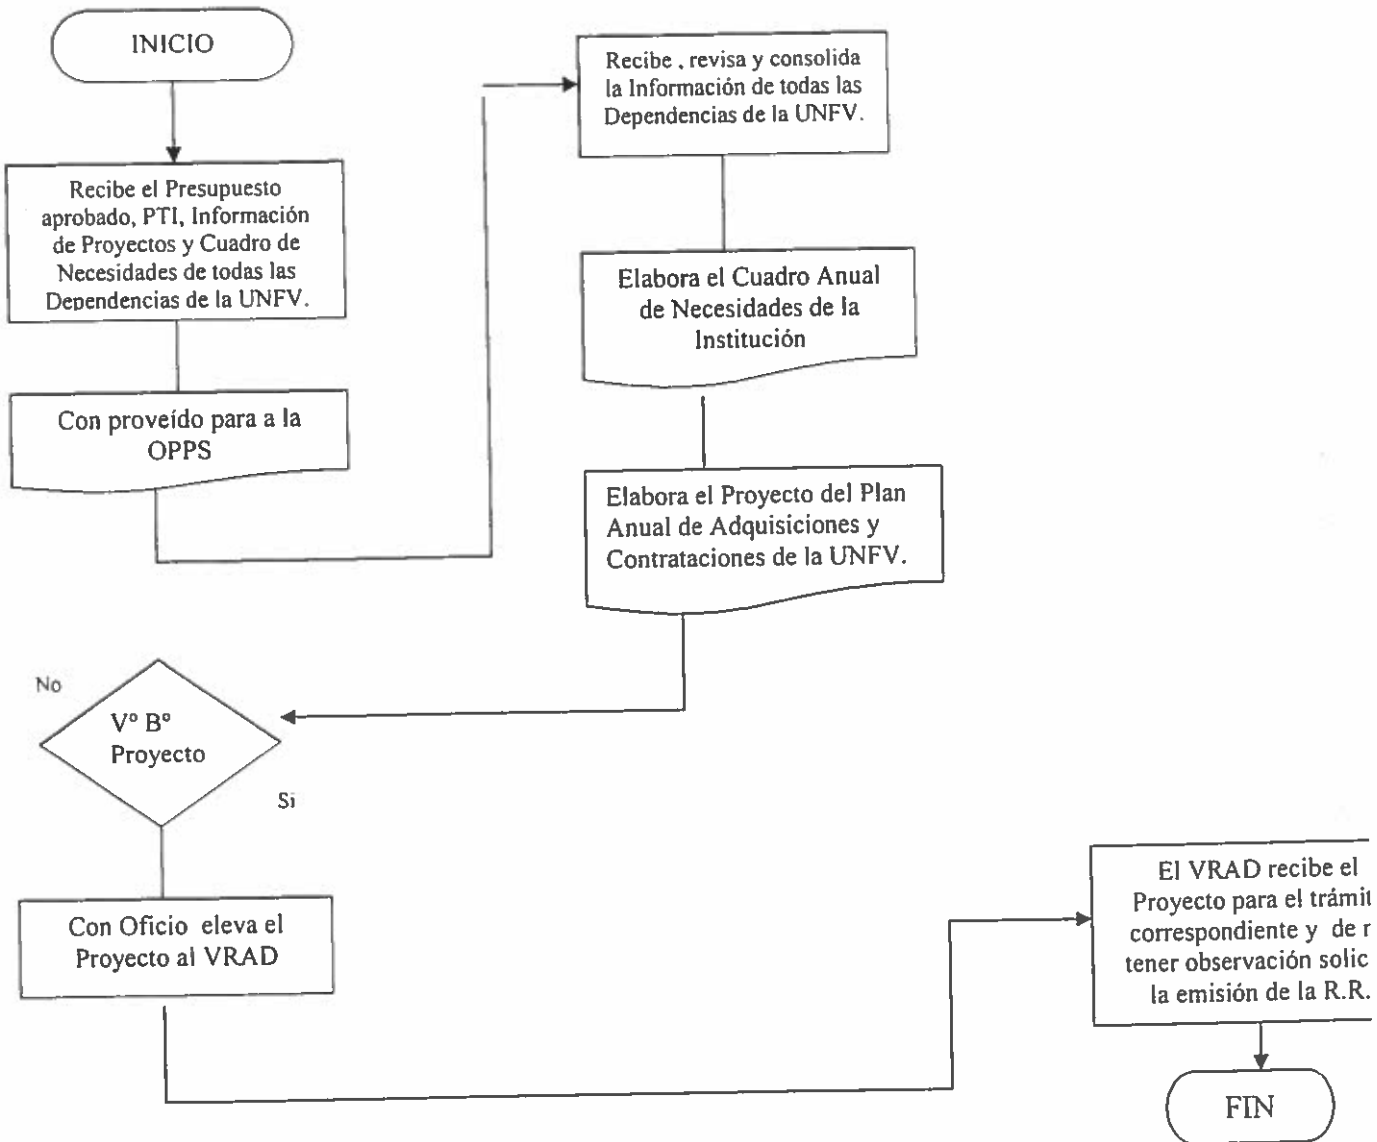 INICIO
Recibe el Presupuesto
aprobado, PTI, Información
de Proyectos y Cuadro de
Necesidades de todas las
Dependencias de la UNFV.
Con proveído para a la
OPPS
Recibe , revisa y consolida
la Información de todas las
Dependencias de la UNFV.
Elabora el Cuadro Anual
de Necesidades de la
Institución
Elabora el Proyecto del Plan
Anual de Adquisiciones y
Contrataciones de la UNFV.
No
Vº Bº
Proyecto
Si
Con Oficio eleva el
Proyecto al VRAD
El VRAD recibe el
Proyecto para el
correspondiente y de
tener observación
la emisión de la R.R.
FIN